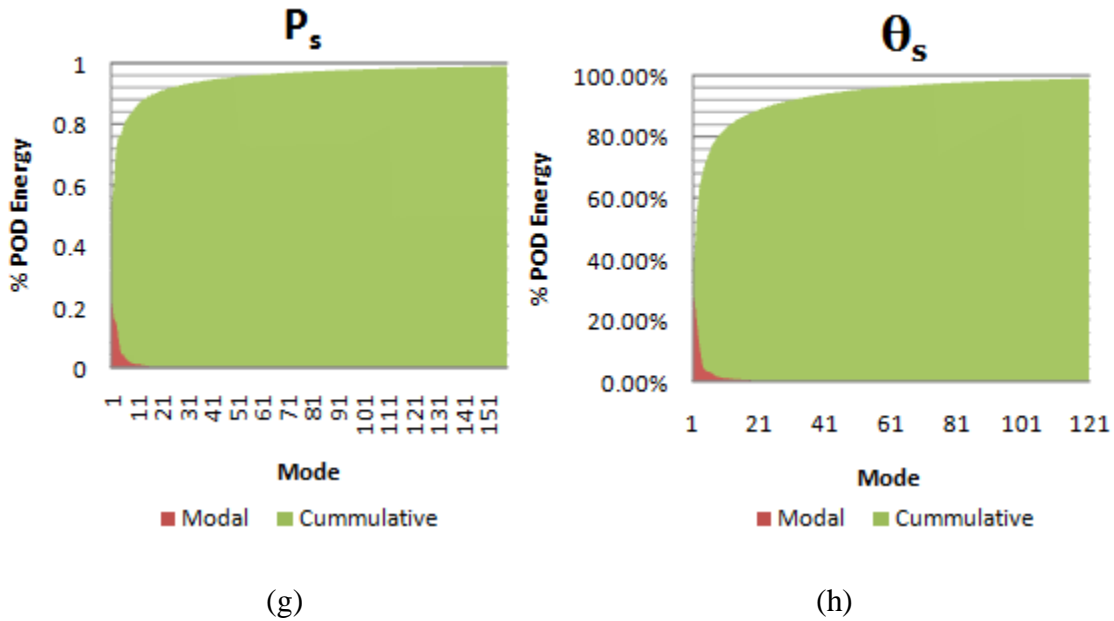 P_s
1
0.8
0.6
0.4
0.2
0
% POD Energy
1 11 21 31 41 51 61 71 81 91 101 111 121 131 141 151
Mode
Modal Cummulative
(g)
θ_s
100.00%
80.00%
60.00%
40.00%
20.00%
0.00%
% POD Energy
1 21 41 61 81 101 121
Mode
Modal Cummulative
(h)